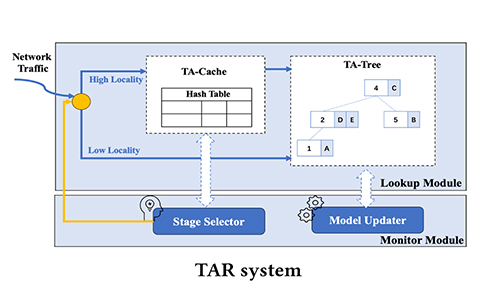 Network
Traffic
High Locality
TA-Cache
Hash Table
TA-Tree
4 C
2 D E
5 B
1 A
Low Locality
Lookup Module
Stage Selector
Model Updater
Monitor Module
TAR system